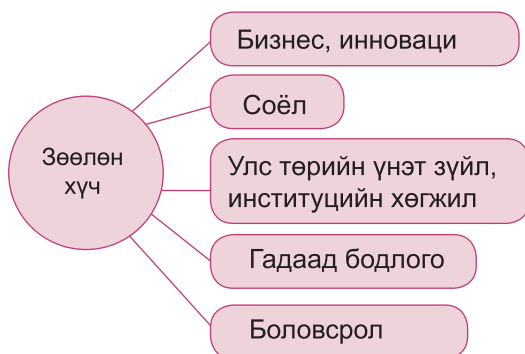 Зөөлөн
хүч
Бизнес, инноваци
Соёл
Улс төрийн үнэт зүйл,
институцийн хөгжил
Гадаад бодлого
Боловсрол